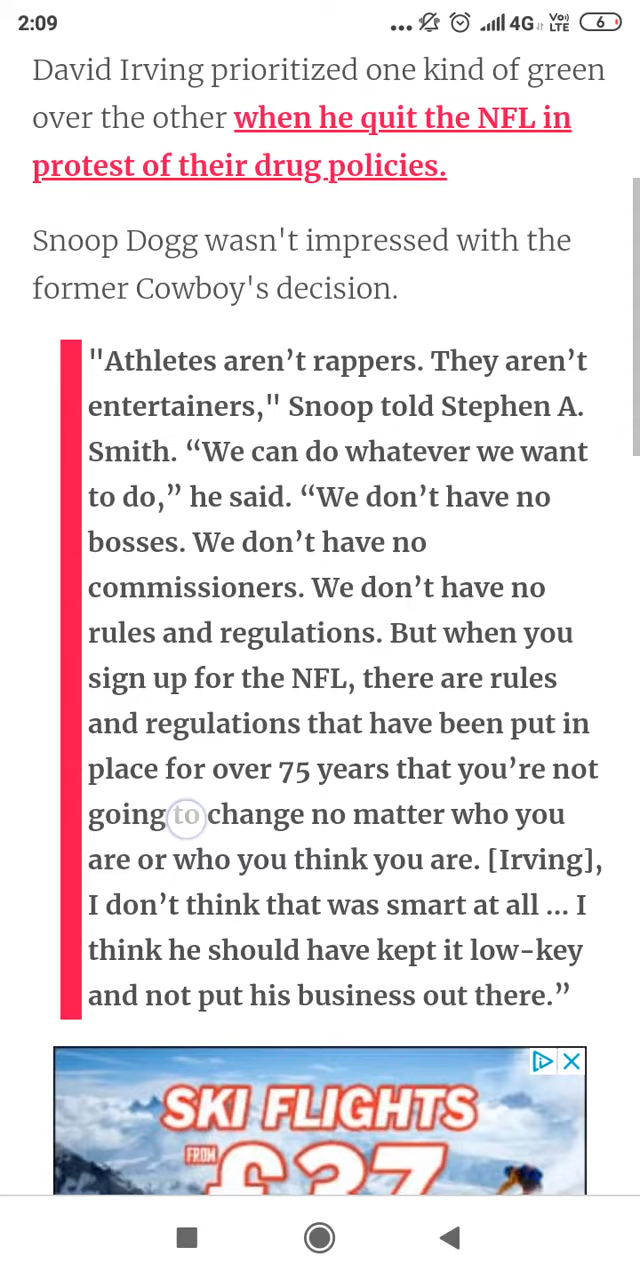 2:09
... 4G Vo) LTE 6
David Irving prioritized one kind of green
over the other when he quit the NFL in
protest of their drug policies.
Snoop Dogg wasn't impressed with the
former Cowboy's decision.
"Athletes aren’t rappers. They aren’t
entertainers," Snoop told Stephen A.
Smith. “We can do whatever we want
to do,” he said. “We don’t have no
bosses. We don’t have no
commissioners. We don’t have no
rules and regulations. But when you
sign up for the NFL, there are rules
and regulations that have been put in
place for over 75 years that you’re not
going to change no matter who you
are or who you think you are. [Irving],
I don’t think that was smart at all ... I
think he should have kept it low-key
and not put his business out there.”
SKI FLIGHTS
FROM £37